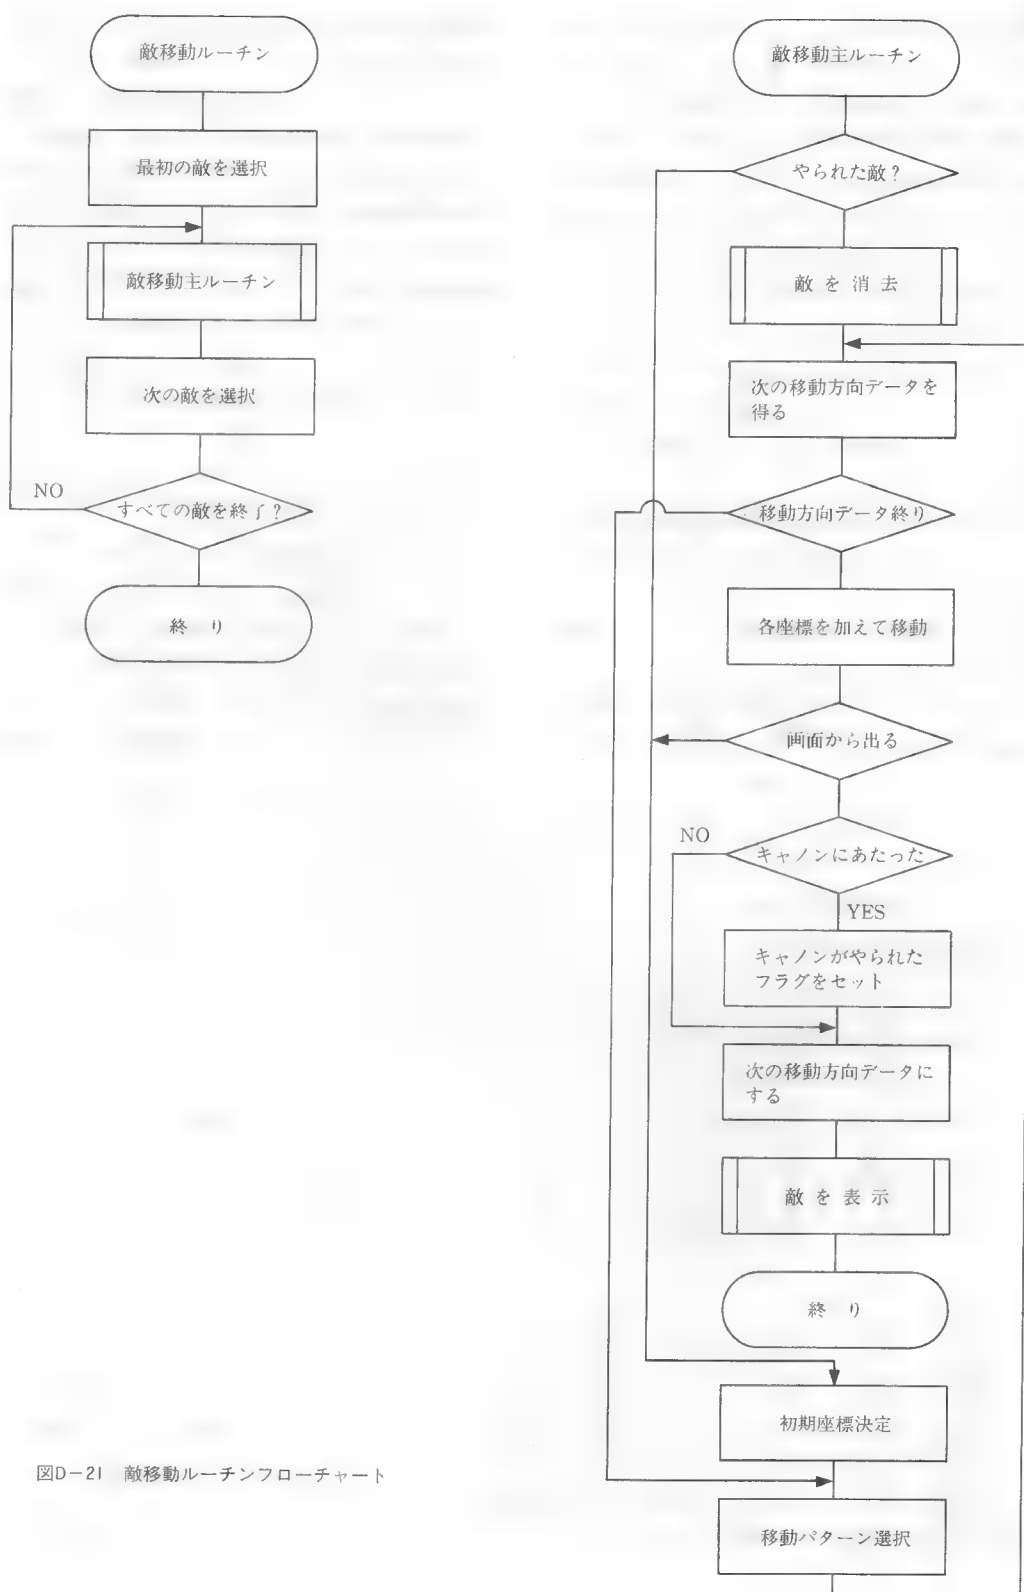 敵移動ルーチン
最初の敵を選択
敵移動主ルーチン
次の敵を選択
すべての敵を終了？
NO
終り
敵移動主ルーチン
やられた敵？
敵を消去
次の移動方向データを
得る
移動方向データ終り
各座標を加えて移動
画面から出る
キャノンにあたった
NO
YES
キャノンがやられた
フラグをセット
次の移動方向データに
する
敵を表示
終り
初期座標決定
移動パターン選択
図D-21 敵移動ルーチンフローチャート